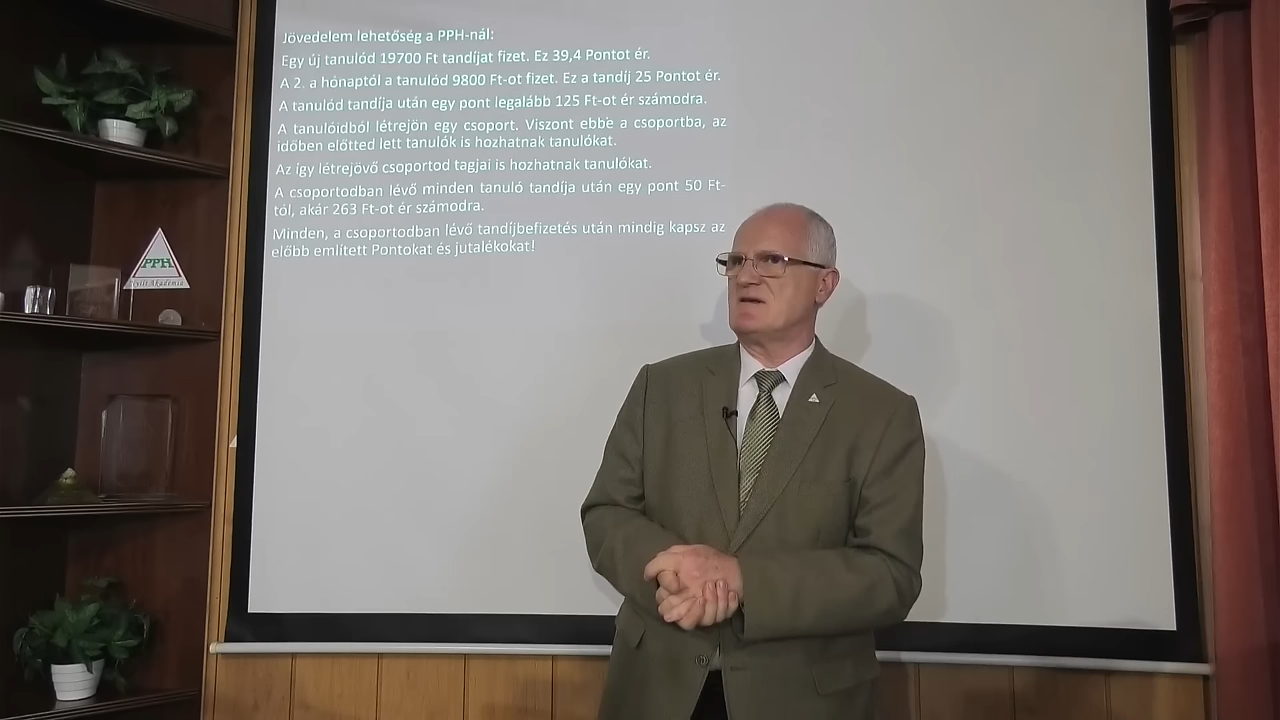 Jövedelem lehetőség a PPH-nál:
Egy új tanulód 19700 Ft tandíjat fizet. Ez 39,4 Pontot ér.
A 2. a hónaptól a tanulód 9800 Ft-ot fizet. Ez a tandíj 25 Pontot ér.
A tanulód tandíja után egy pont legalább 125 Ft-ot ér számodra.
A tanulóidból létrejön egy csoport. Viszont ebbe a csoportba, az
időben előtted lett tanulók is hozhatnak tanulókat.
Az így létrejövő csoportod tagjai is hozhatnak tanulókat.
A csoportodban lévő minden tanuló tandíja után egy pont 50 Ft-
tól, akár 263 Ft-ot ér számodra.
Minden, a csoportodban lévő tandíjbefizetés után mindig kapsz az
előbb említett Pontokat és jutalékokat!
PPH
Nyílt Akadémia